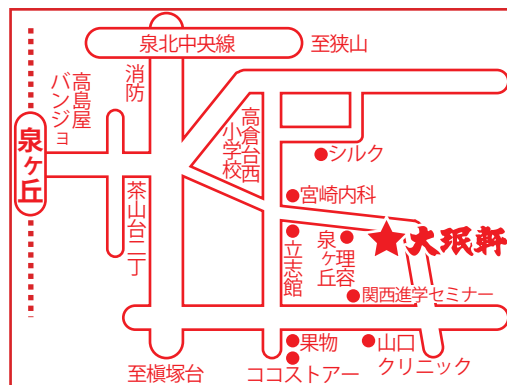 泉北中央線
至狭山
消防
高島屋
バンジョ
泉ヶ丘
高倉台西
小学校
シルク
茶山台二丁
宮崎内科
立志館
泉ヶ丘
理容
大珉軒
関西進学セミナー
果物
山口
クリニック
ココストアー
至槇塚台